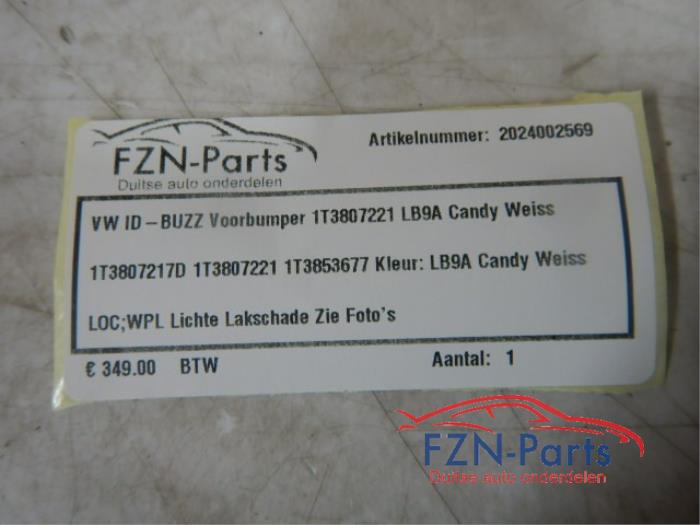 FZN-Parts
Duitse auto onderdelen
Artikelnummer: 2024002569
VW ID-BUZZ Voorbumper 1T3807221 LB9A Candy Weiss
1T3807217D 1T3807221 1T3853677 Kleur: LB9A Candy Weiss
LOC;WPL Lichte Lakschade Zie Foto's
€ 349.00 BTW
Aantal: 1
FZN-Parts
Duitse auto onderdelen